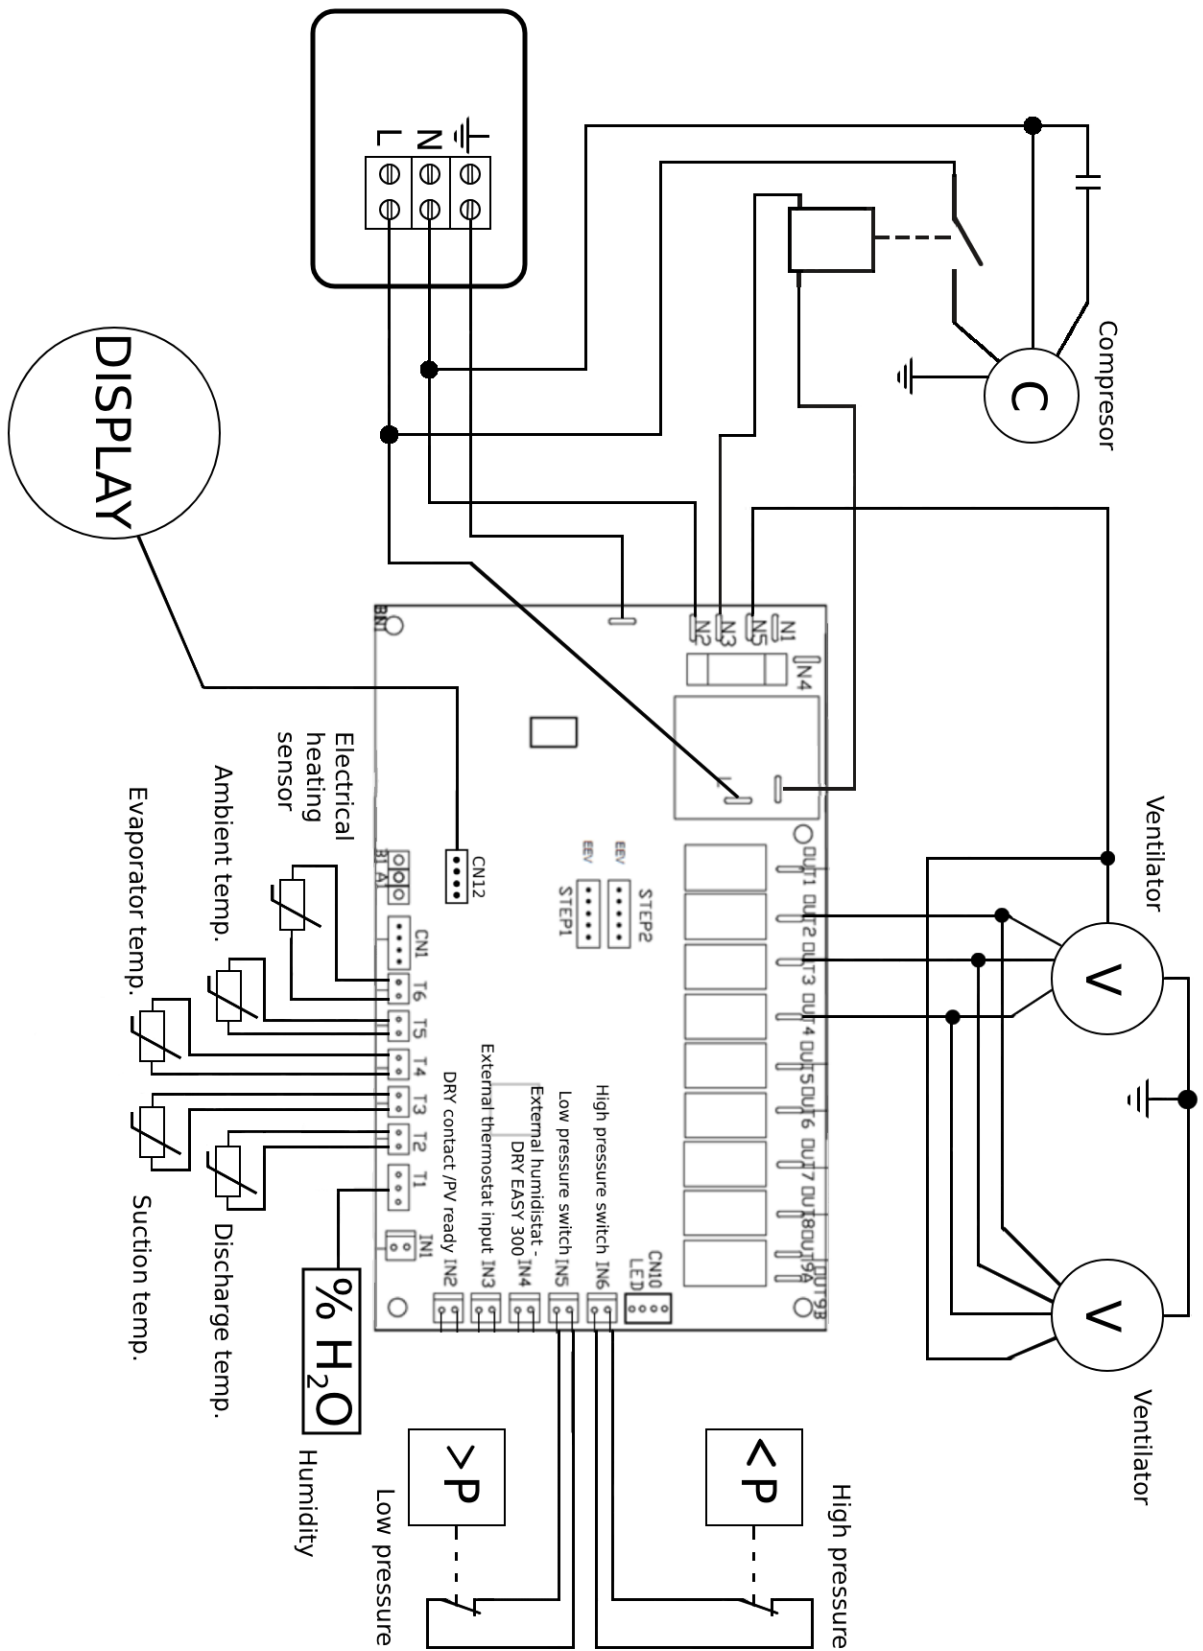 L
N
Compresor
C
DISPLAY
BN1
N2
N3
N5
N1
N4
L
Electrical
heating
sensor
Ambient temp.
Evaporator temp.
Ventilator
V
B1 A1
CN12
EEV
EEV
STEP1
STEP2
CN1
T6
T5
T4
T3
T2
T1
IN1
OUT1
OUT2
OUT3
OUT4
OUT5
OUT6
OUT7
OUT8
OUT9A
OUT9B
DRY contact /PV ready IN2
External thermostat input IN3
External humidistat -
DRY EASY 300 IN4
Low pressure switch IN5
High pressure switch IN6
CN10
LED
Suction temp.
Discharge temp.
% H₂O
Humidity
V
Ventilator
>P
Low pressure
<P
High pressure